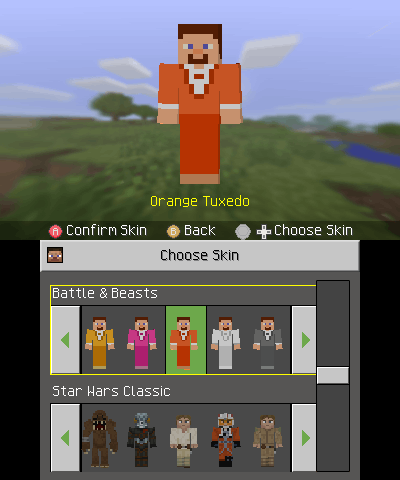 Orange Tuxedo
A Confirm Skin B Back Choose Skin
Choose Skin
Battle & Beasts
Star Wars Classic